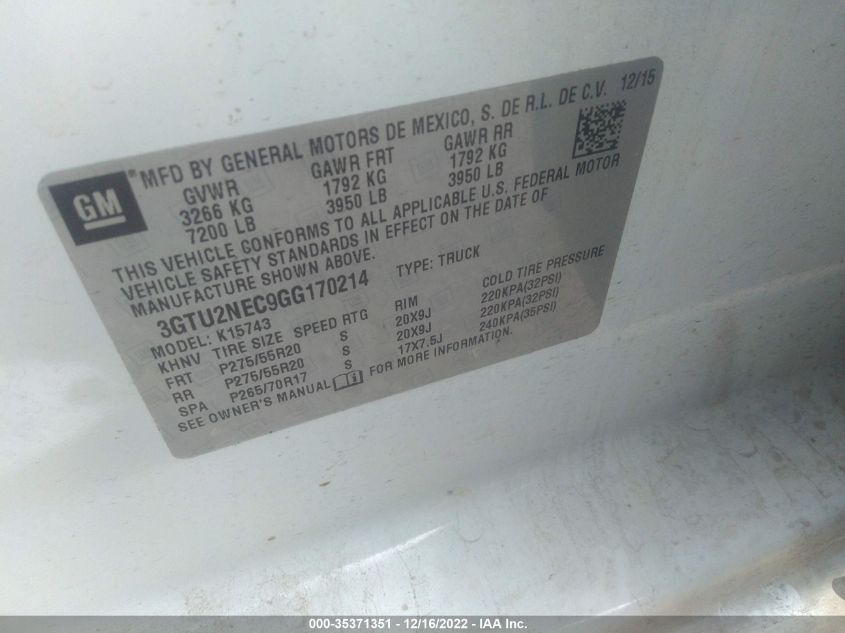 GM
® MFD BY GENERAL MOTORS DE MEXICO, S. DE R.L. DE C.V. 12/15
GVWR GAWR FRT GAWR RR
3266 KG 1792 KG 1792 KG
7200 LB 3950 LB 3950 LB
THIS VEHICLE CONFORMS TO ALL APPLICABLE U.S. FEDERAL MOTOR
VEHICLE SAFETY STANDARDS IN EFFECT ON THE DATE OF
MANUFACTURE SHOWN ABOVE.
3GTU2NEC9GG170214 TYPE: TRUCK
MODEL: K15743
KHNV TIRE SIZE SPEED RTG RIM COLD TIRE PRESSURE
FRT P275/55R20 S 20X9J 220KPA(32PSI)
RR P275/55R20 S 20X9J 220KPA(32PSI)
SPA P265/70R17 S 17X7.5J 240KPA(35PSI)
SEE OWNER'S MANUAL FOR MORE INFORMATION.
000-35371351 - 12/16/2022 - IAA Inc.